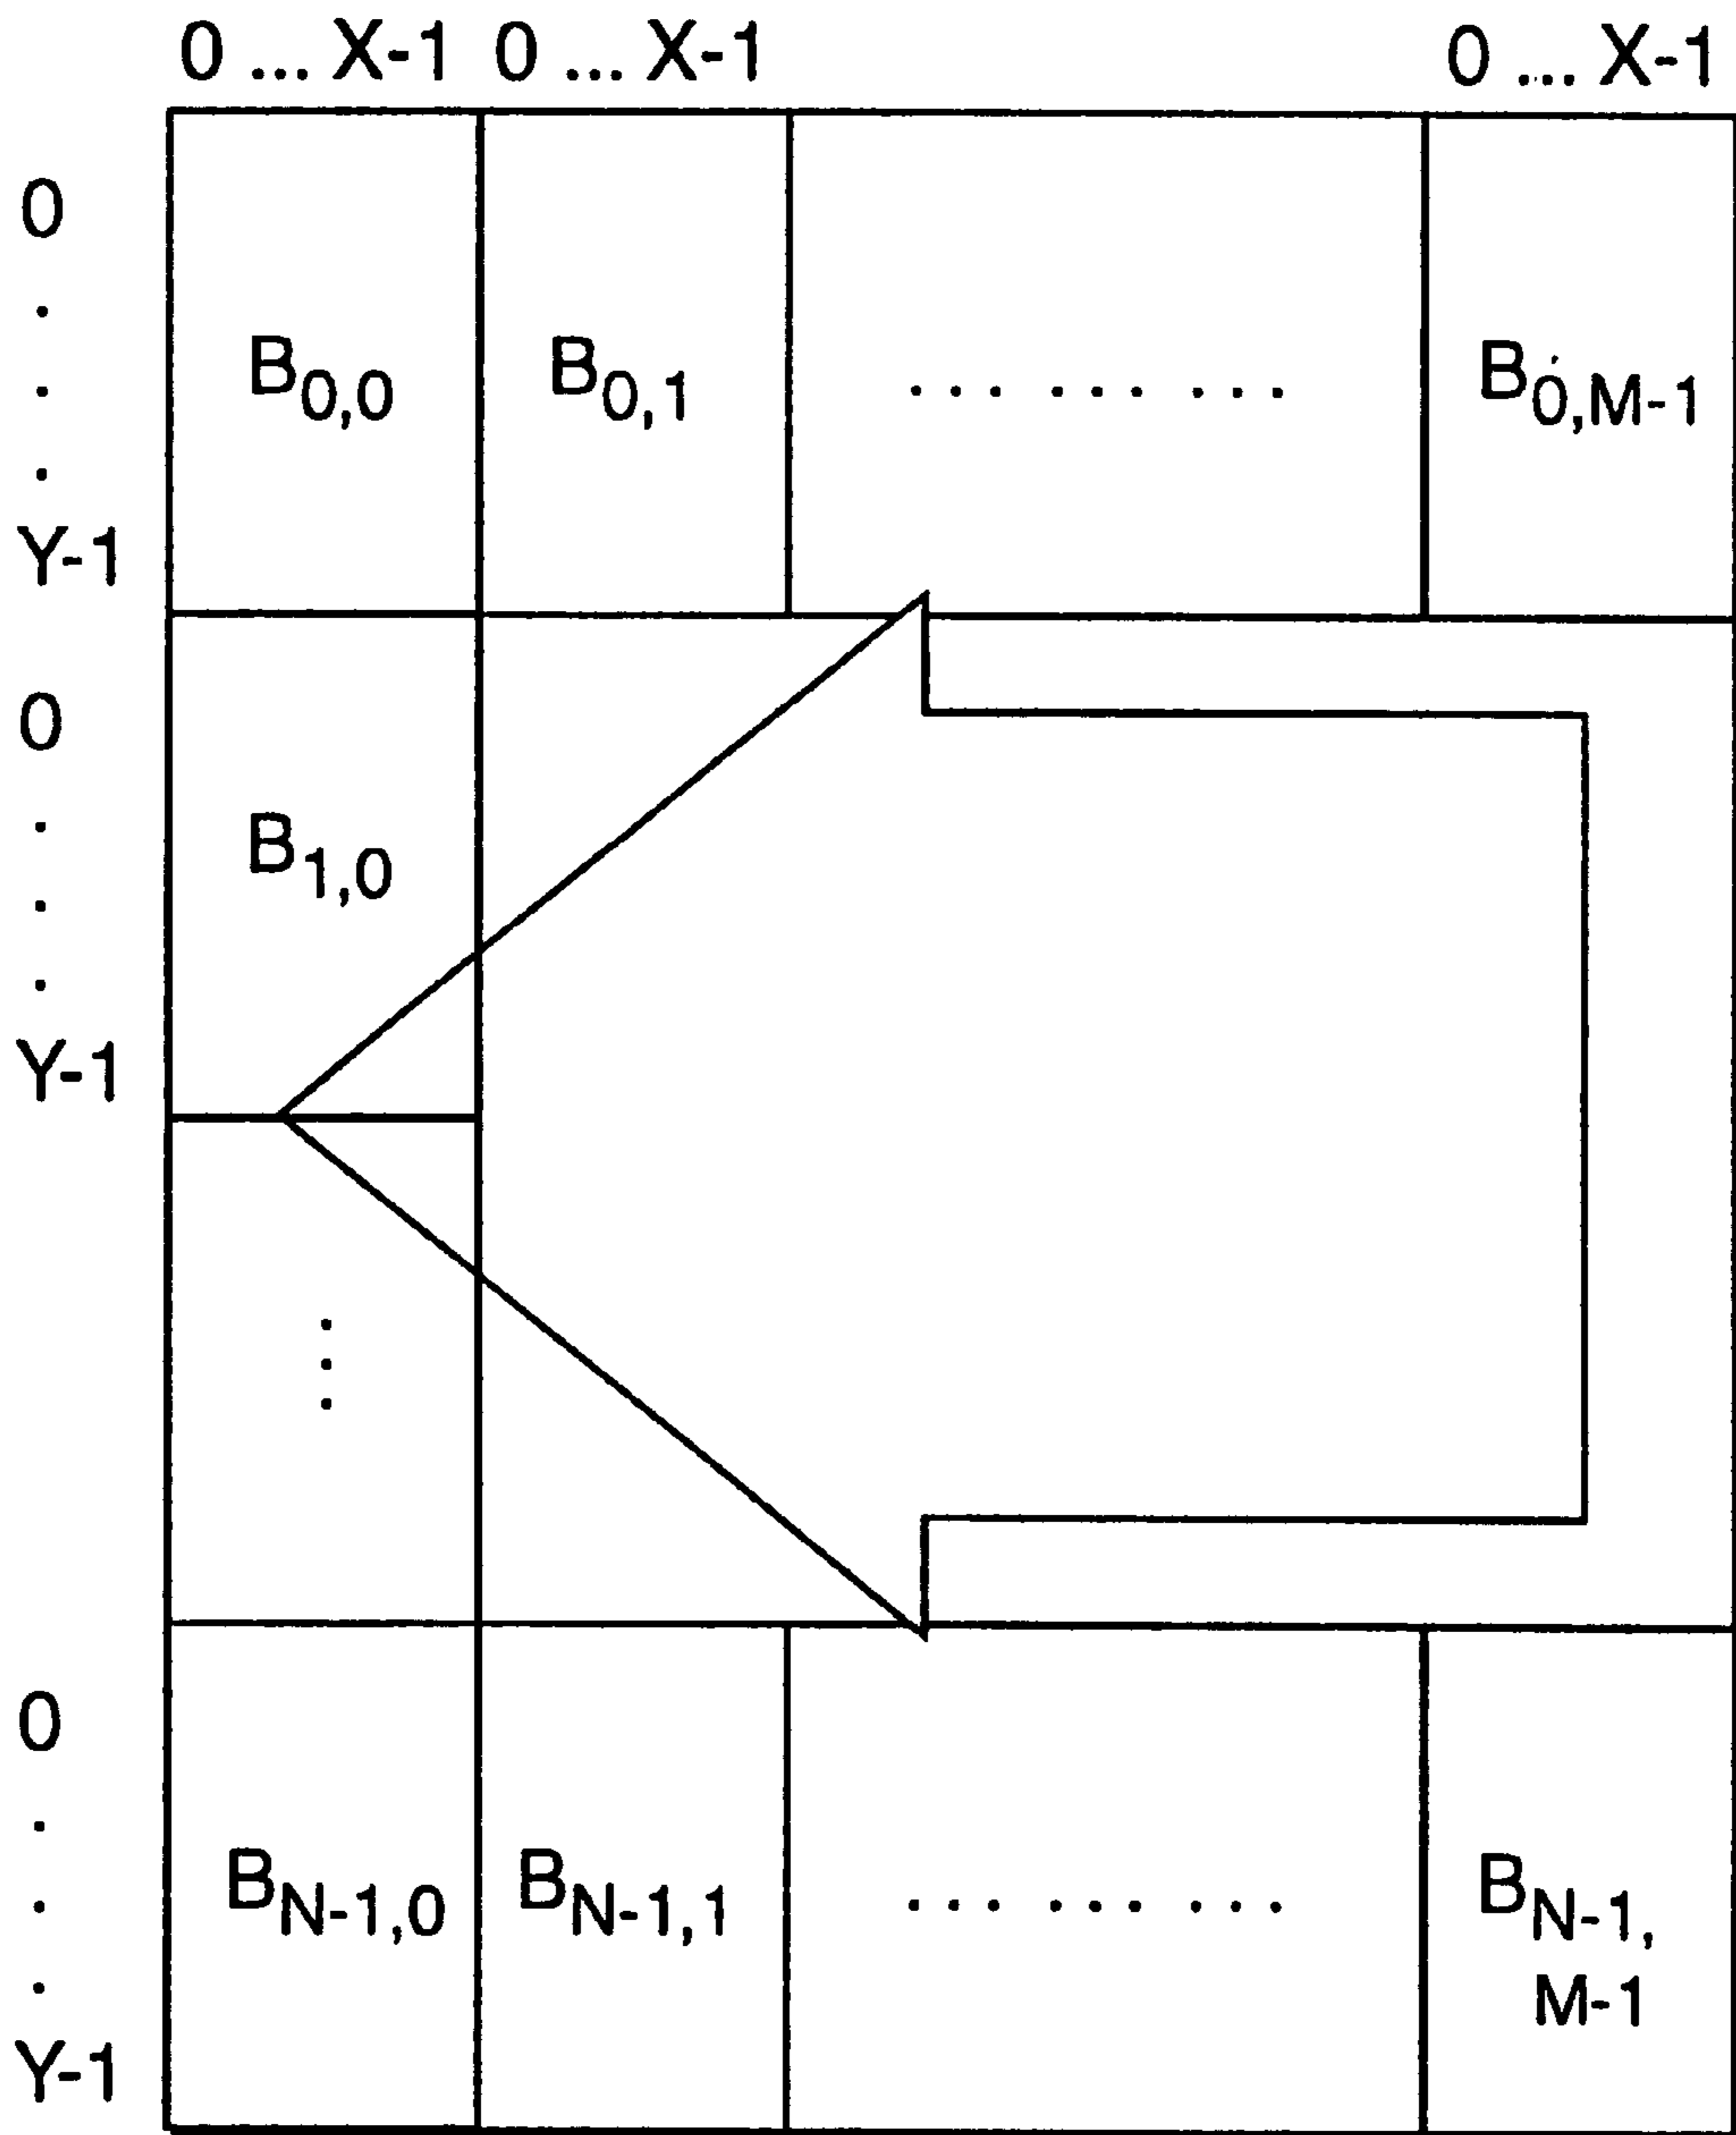 0 ... X-1 0 ... X-1 0 ... X-1
0
.
.
.
Y-1
B0,0 B0,1 ... ... ... B0,M-1
0
.
.
.
Y-1
B1,0
⋮
0
.
.
.
Y-1
BN-1,0 BN-1,1 ... ... ... BN-1,
M-1